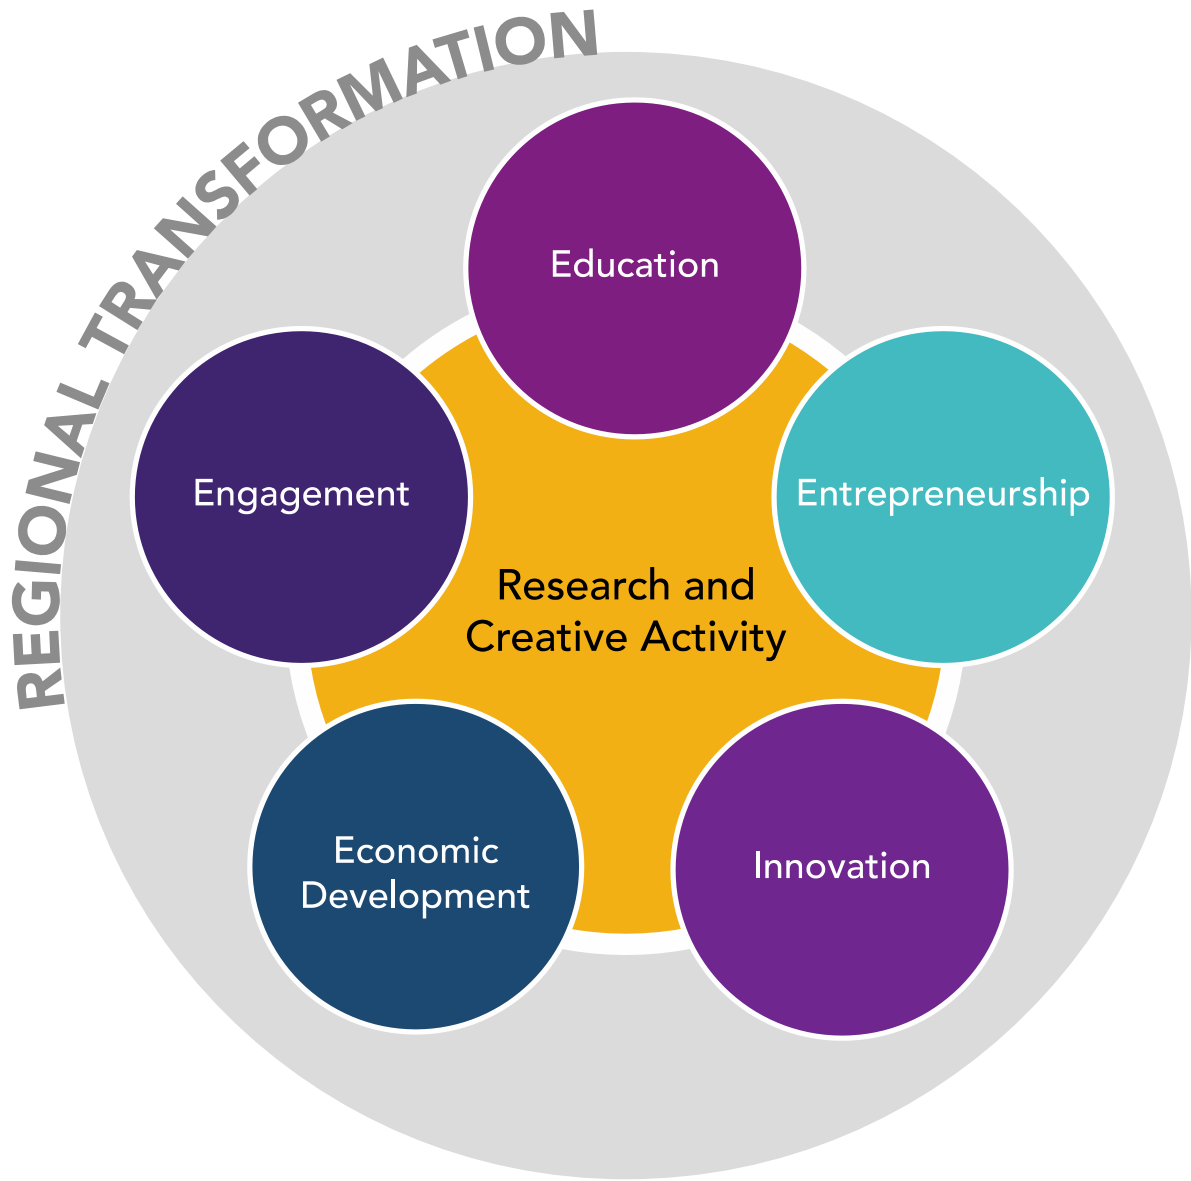 REGIONAL TRANSFORMATION
Education
Engagement
Entrepreneurship
Research and
Creative Activity
Economic
Development
Innovation